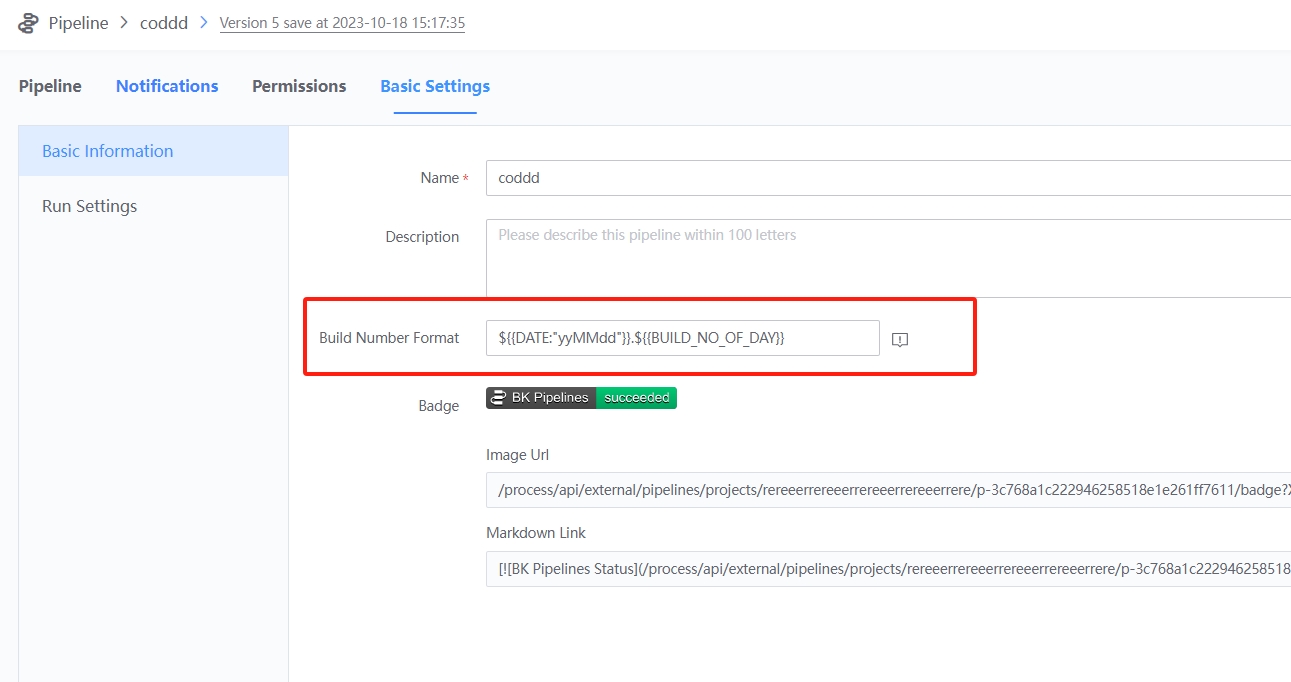 Pipeline > coddd > Version 5 save at 2023-10-18 15:17:35
Pipeline Notifications Permissions Basic Settings
Basic Information
Run Settings
Name * coddd
Description Please describe this pipeline within 100 letters
Build Number Format ${{DATE:"yyMMdd"}}.${{BUILD_NO_OF_DAY}}
Badge BK Pipelines succeeded
Image Url
/process/api/external/pipelines/projects/rereeerrereeerrereeerrereeerrere/p-3c768a1c222946258518e1e261ff7611/badge?X
Markdown Link
[![BK Pipelines Status](/process/api/external/pipelines/projects/rereeerrereeerrereeerrereeerrere/p-3c768a1c222946258518